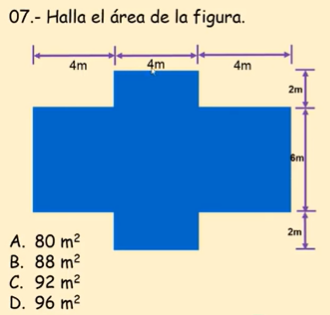 07.- Halla el área de la figura.
4m 4m 4m
2m
6m
2m
A. 80 m²
B. 88 m²
C. 92 m²
D. 96 m²